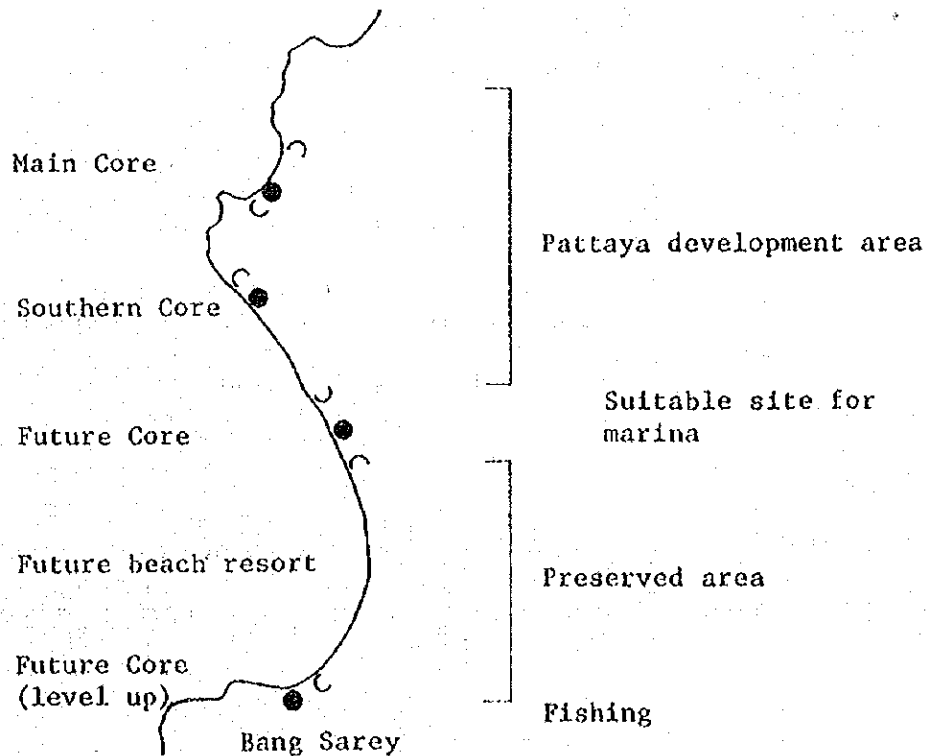 Main Core
Pattaya development area
Southern Core
Suitable site for
marina
Future Core
Future beach resort
Preserved area
Future Core
(level up)
Fishing
Bang Sarey